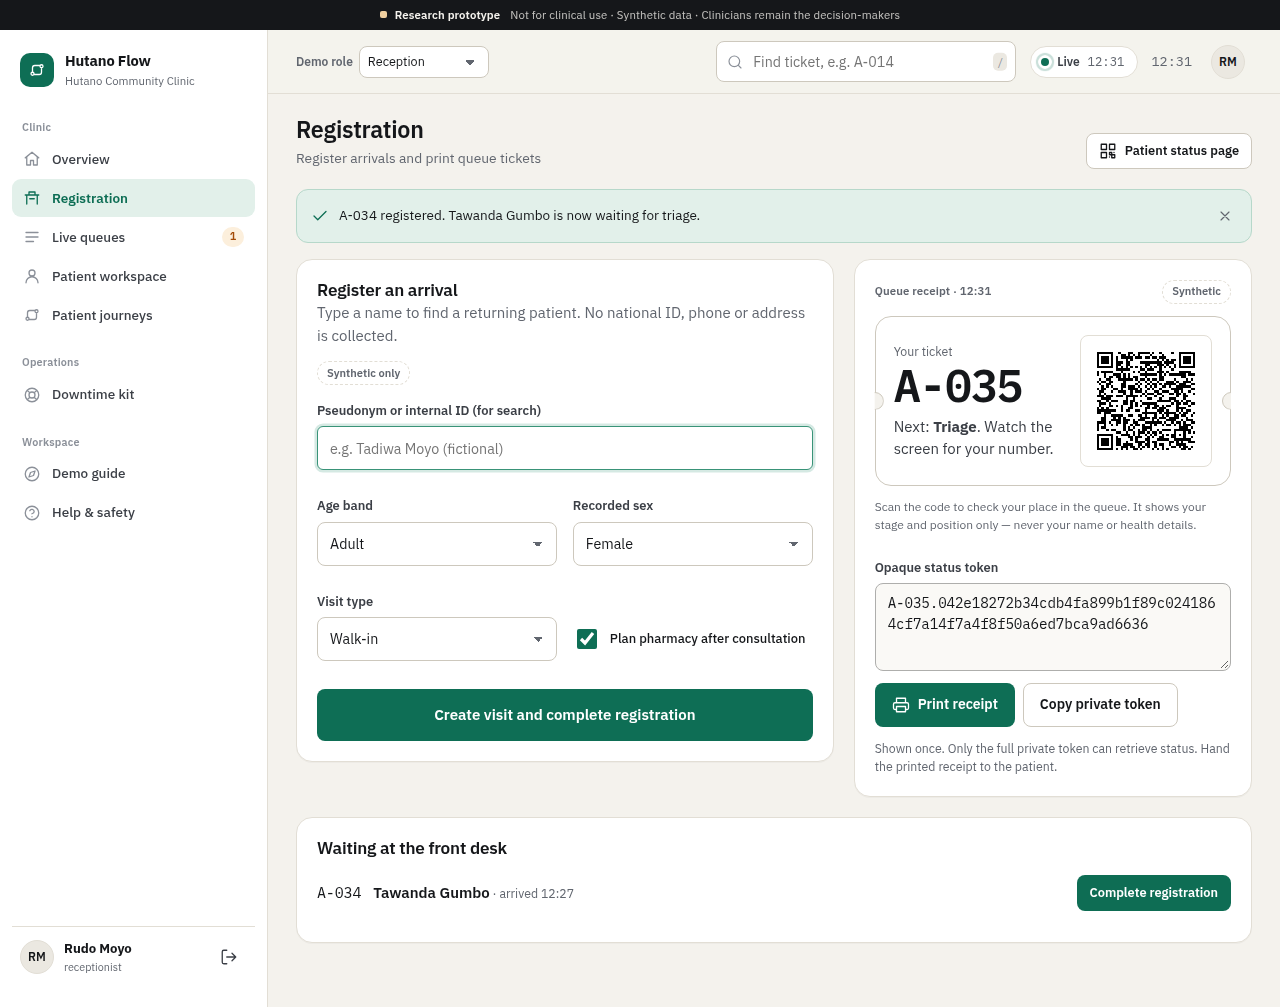 Research prototype Not for clinical use · Synthetic data · Clinicians remain the decision-makers
Hutano Flow
Hutano Community Clinic
Clinic
Overview
Registration
Live queues 1
Patient workspace
Patient journeys
Operations
Downtime kit
Workspace
Demo guide
Help & safety
RM
Rudo Moyo
receptionist
Demo role Reception
Find ticket, e.g. A-014 /
Live 12:31
12:31
RM
Registration
Register arrivals and print queue tickets
Patient status page
A-034 registered. Tawanda Gumbo is now waiting for triage.
Register an arrival
Type a name to find a returning patient. No national ID, phone or address
is collected.
Synthetic only
Pseudonym or internal ID (for search)
e.g. Tadiwa Moyo (fictional)
Age band
Adult
Recorded sex
Female
Visit type
Walk-in
Plan pharmacy after consultation
Create visit and complete registration
Queue receipt · 12:31
Synthetic
Your ticket
A-035
Next: Triage. Watch the
screen for your number.
Scan the code to check your place in the queue. It shows your
stage and position only — never your name or health details.
Opaque status token
A-035.042e18272b34cdb4fa899b1f89c024186
4cf7a14f7a4f8f50a6ed7bca9ad6636
Print receipt
Copy private token
Shown once. Only the full private token can retrieve status. Hand
the printed receipt to the patient.
Waiting at the front desk
A-034 Tawanda Gumbo · arrived 12:27
Complete registration